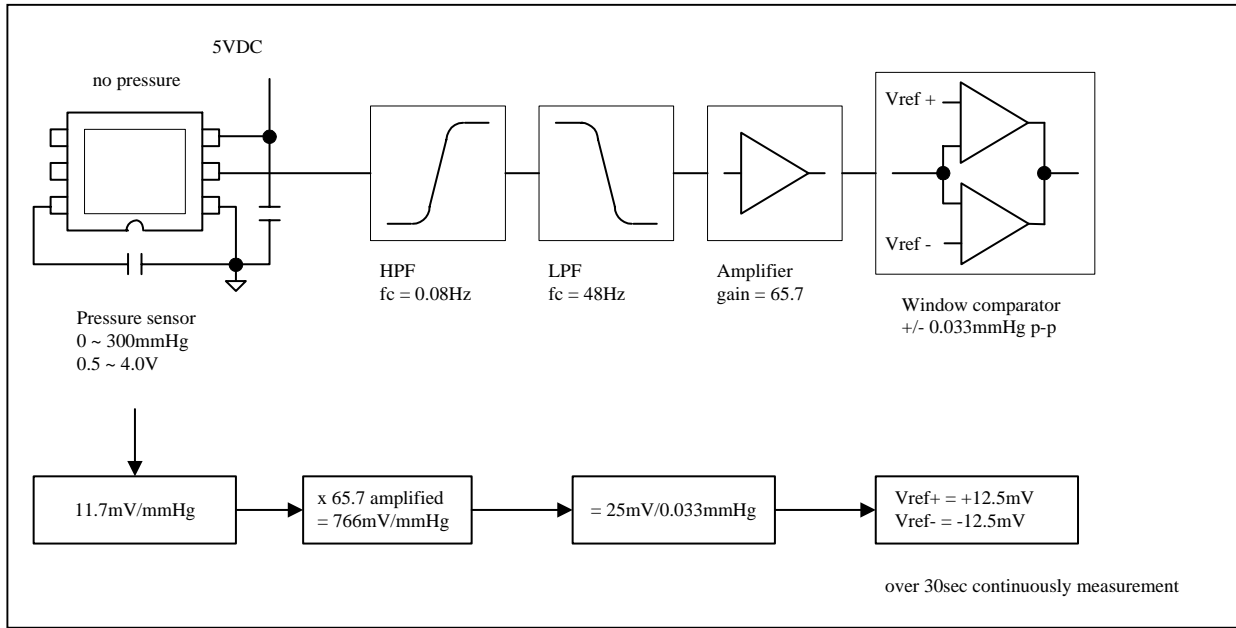 5VDC
no pressure
Vref +
Vref -
HPF
fc = 0.08Hz
LPF
fc = 48Hz
Amplifier
gain = 65.7
Window comparator
+/- 0.033mmHg p-p
Pressure sensor
0 ~ 300mmHg
0.5 ~ 4.0V
11.7mV/mmHg
x 65.7 amplified
= 766mV/mmHg
= 25mV/0.033mmHg
Vref+ = +12.5mV
Vref- = -12.5mV
over 30sec continuously measurement